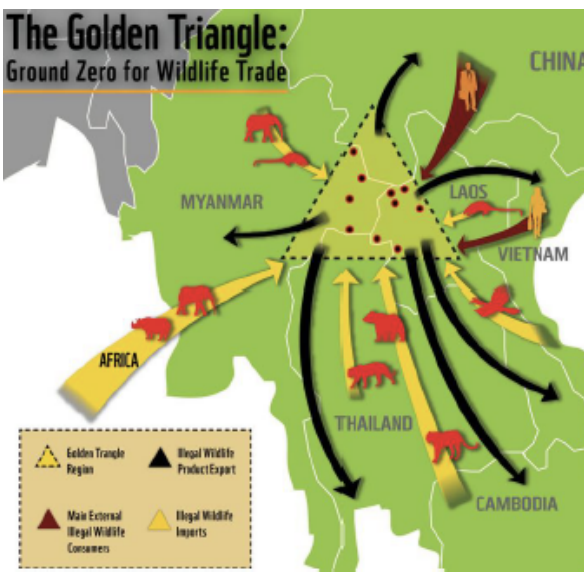 The Golden Triangle:
Ground Zero for Wildlife Trade
CHINA
MYANMAR
LAOS
VIETNAM
AFRICA
THAILAND
CAMBODIA
Golden Trangle
Region
Illegal Wildlife
Product Export
Main External
Illegal Wildlife
Consumers
Illegal Wildlife
Imports